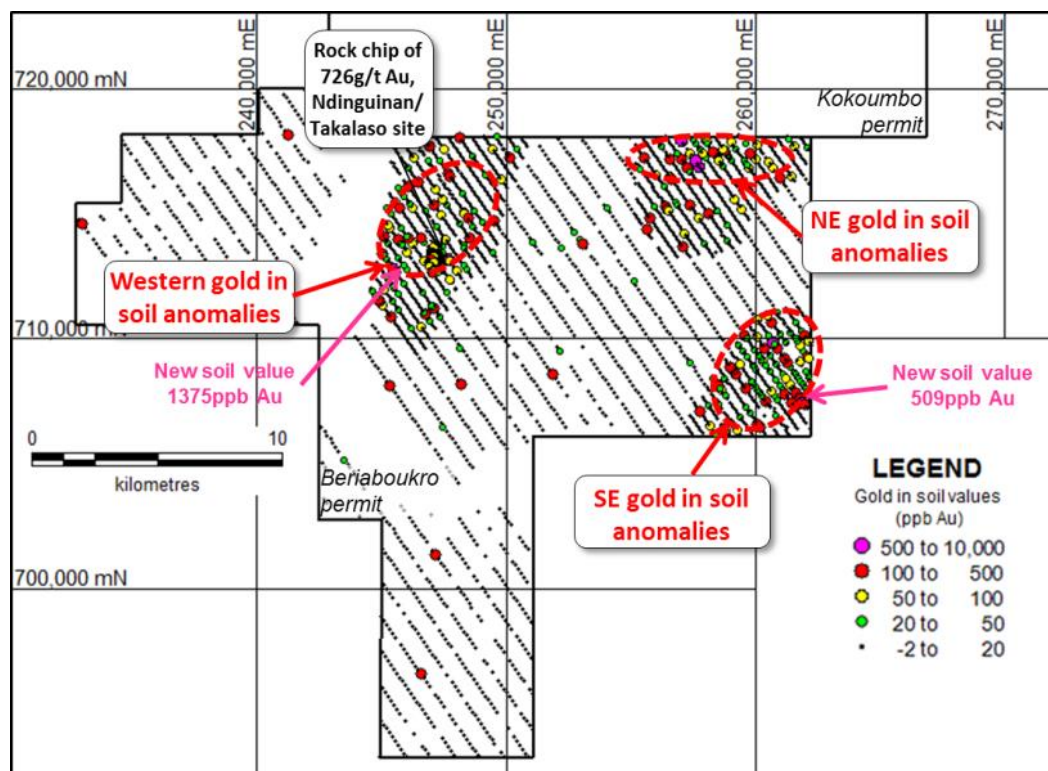 240,000 mE
250,000 mE
260,000 mE
270,000 mE
720,000 mN
Rock chip of
726g/t Au,
Ndinguinan/
Takalaso site
Kokoumbo
permit
NE gold in soil
anomalies
Western gold in
soil anomalies
710,000 mN
New soil value
1375ppb Au
New soil value
509ppb Au
0 10
kilometres
Beriaboukro
permit
SE gold in soil
anomalies
LEGEND
Gold in soil values
(ppb Au)
500 to 10,000
100 to 500
50 to 100
20 to 50
-2 to 20
700,000 mN